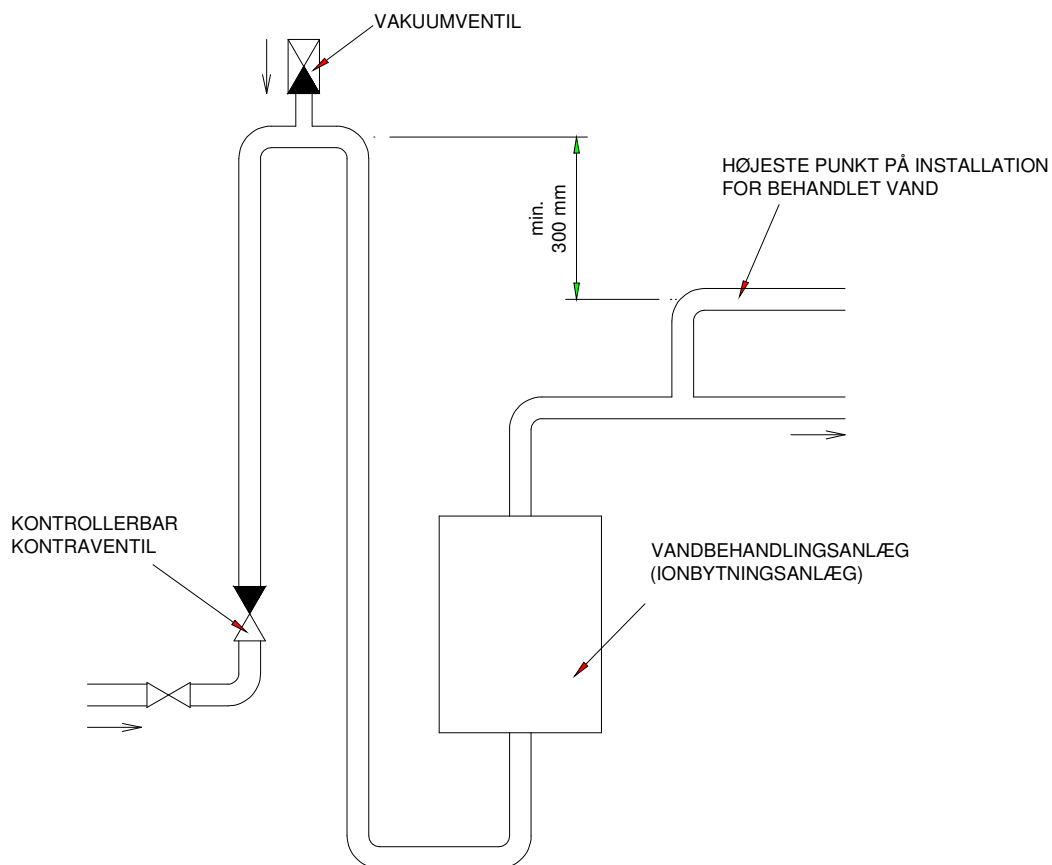 VAKUUMVENTIL
HØJESTE PUNKT PÅ INSTALLATION
FOR BEHANDLET VAND
min.
300 mm
KONTROLLERBAR
KONTRAVENTIL
VANDBEHANDLINGSANLÆG
(IONBYTNINGSANLÆG)